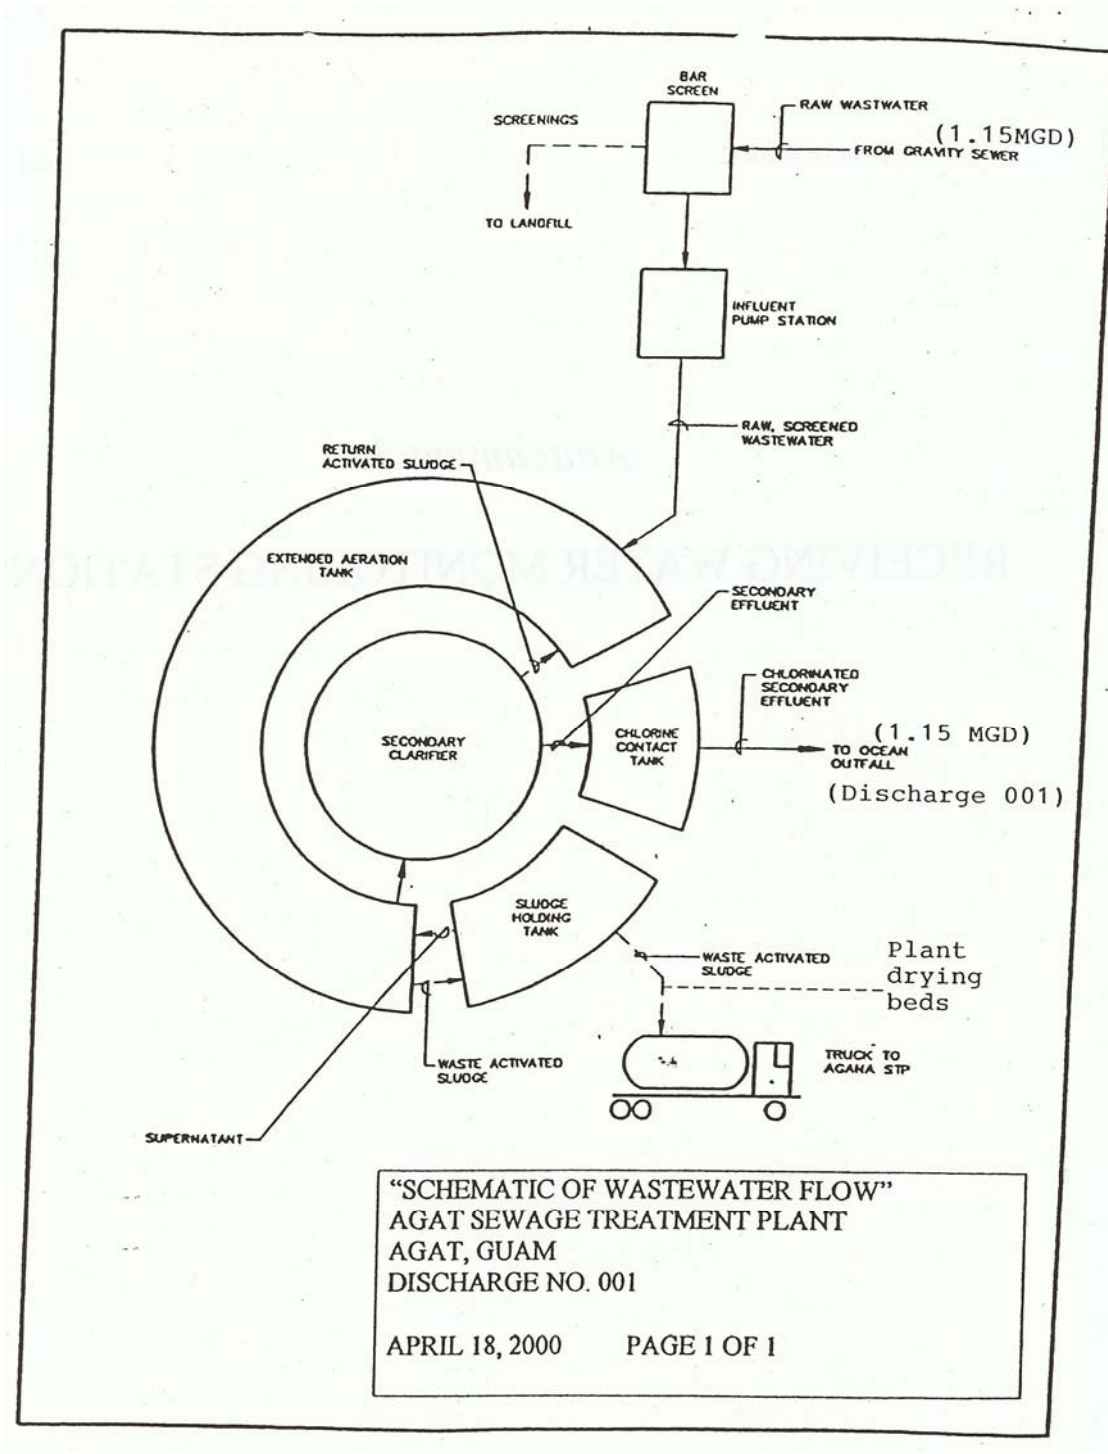 BAR
SCREEN
SCREENINGS
RAW WASTWATER
(1.15MGD)
FROM GRAVITY SEWER
TO LANDFILL
INFLUENT
PUMP STATION
RAW, SCREENED
WASTEWATER
RETURN
ACTIVATED SLUDGE
Attachment
RECEIVING WATER MONITORING STATION
EXTENDED AERATION
TANK
SECONDARY
EFFLUENT
CHLORINATED
SECONDARY
EFFLUENT
SECONDARY
CLARIFIER
CHLORINE
CONTACT
TANK
(1.15 MGD)
TO OCEAN
OUTFALL
(Discharge 001)
SLUDGE
HOLDING
TANK
WASTE ACTIVATED
SLUDGE
Plant
drying
beds
WASTE ACTIVATED
SLUDGE
TRUCK TO
AGANA STP
SUPERNATANT
“SCHEMATIC OF WASTEWATER FLOW”
AGAT SEWAGE TREATMENT PLANT
AGAT, GUAM
DISCHARGE NO. 001
APRIL 18, 2000 PAGE 1 OF 1